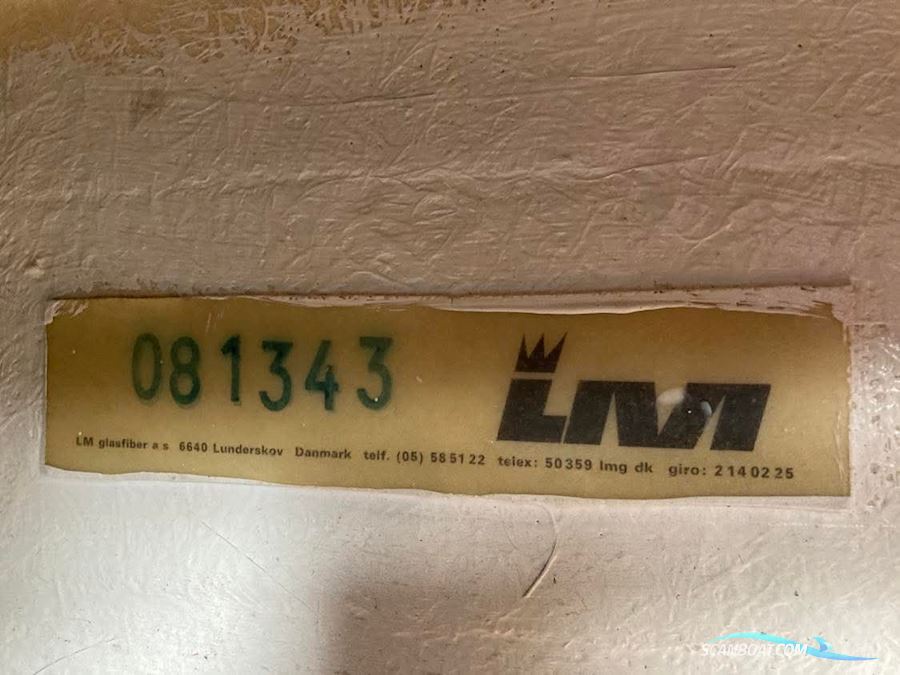 081343
LM
LM glasfiber a s 6640 Lunderskov Danmark telf. (05) 58 51 22 telex: 50 359 lmg dk giro: 2 14 02 25
SCANBOAT.COM